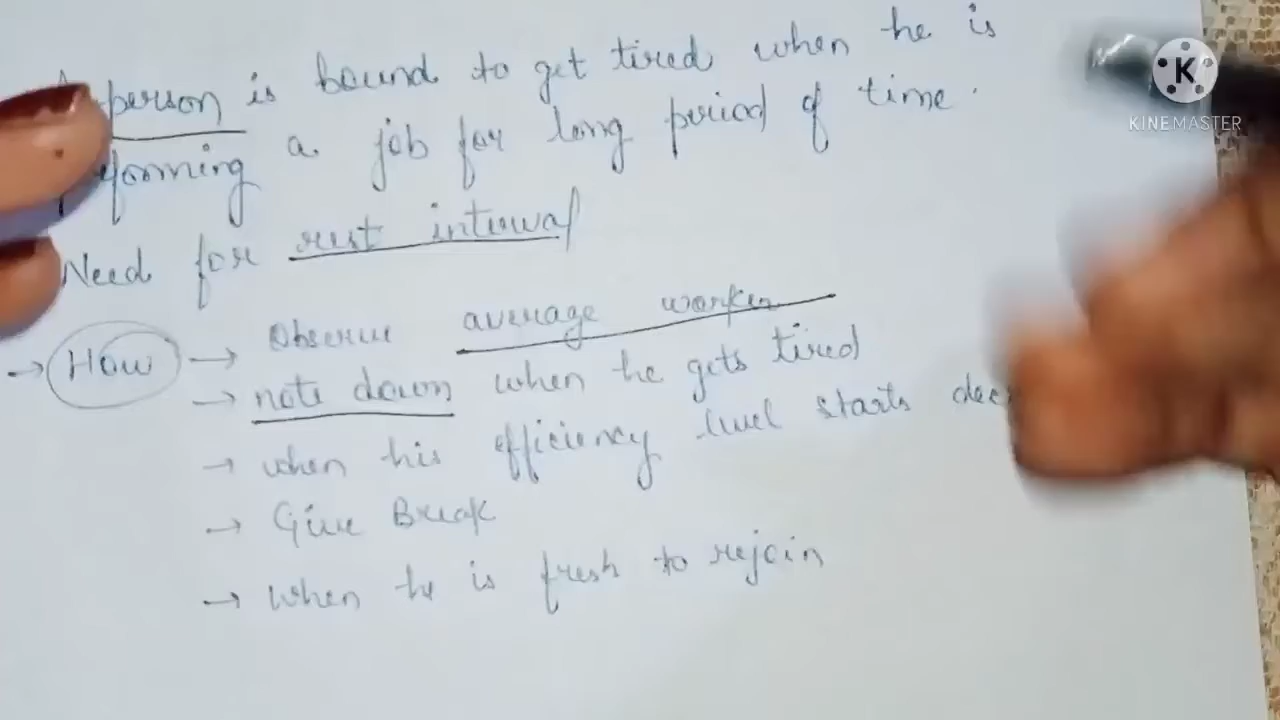 person is bound to get tired when he is
forming a job for long period of time.
Need for rest interval
→ How → Observe average worker
→ note down when he gets tired
→ when his efficiency level starts
→ Give Break
→ when he is fresh to rejoin
K
KINEMASTER